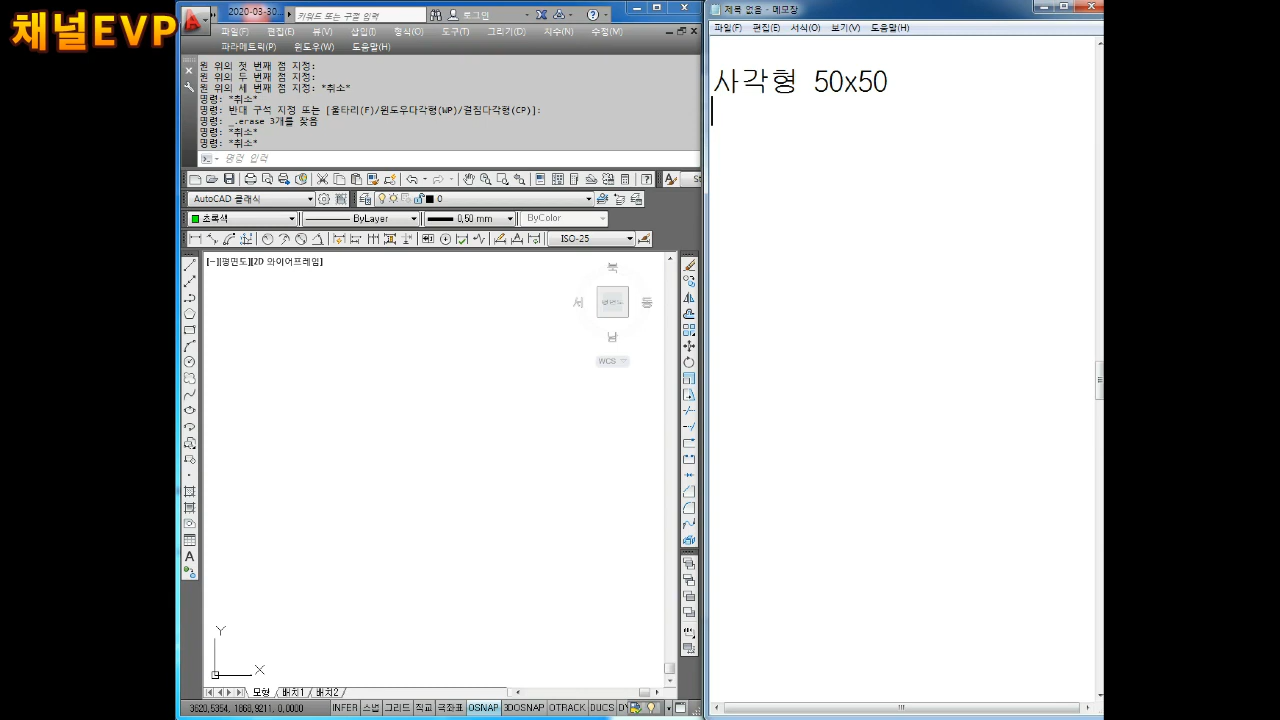 채널EVP
2020-03-30
키워드 또는 구절 입력
로그인
파일(F) 편집(E) 뷰(V) 삽입(I) 형식(O) 도구(T) 그리기(D) 치수(N) 수정(M)
파라메트릭(P) 윈도우(W) 도움말(H)
원 위의 첫 번째 점 지정:
원 위의 두 번째 점 지정:
원 위의 세 번째 점 지정: *취소*
명령: *취소*
명령: 반대 구석 지정 또는 [울타리(F)/윈도우다각형(WP)/걸침다각형(CP)]:
명령: _.erase 3개를 찾음
명령: *취소*
명령: *취소*
명령 입력
AutoCAD 클래식
0
초록색
ByLayer
0,50 mm
ByColor
ISO-25
[-][평면도][2D 와이어프레임]
북
서
동
남
WCS
Y
X
모형 배치1 배치2
3620,5354, 1868,9211, 0,0000
INFER 스냅 그리드 직교 극좌표 OSNAP 3DOSNAP OTRACK DUCS
제목 없음 - 메모장
파일(F) 편집(E) 서식(O) 보기(V) 도움말(H)
사각형 50x50